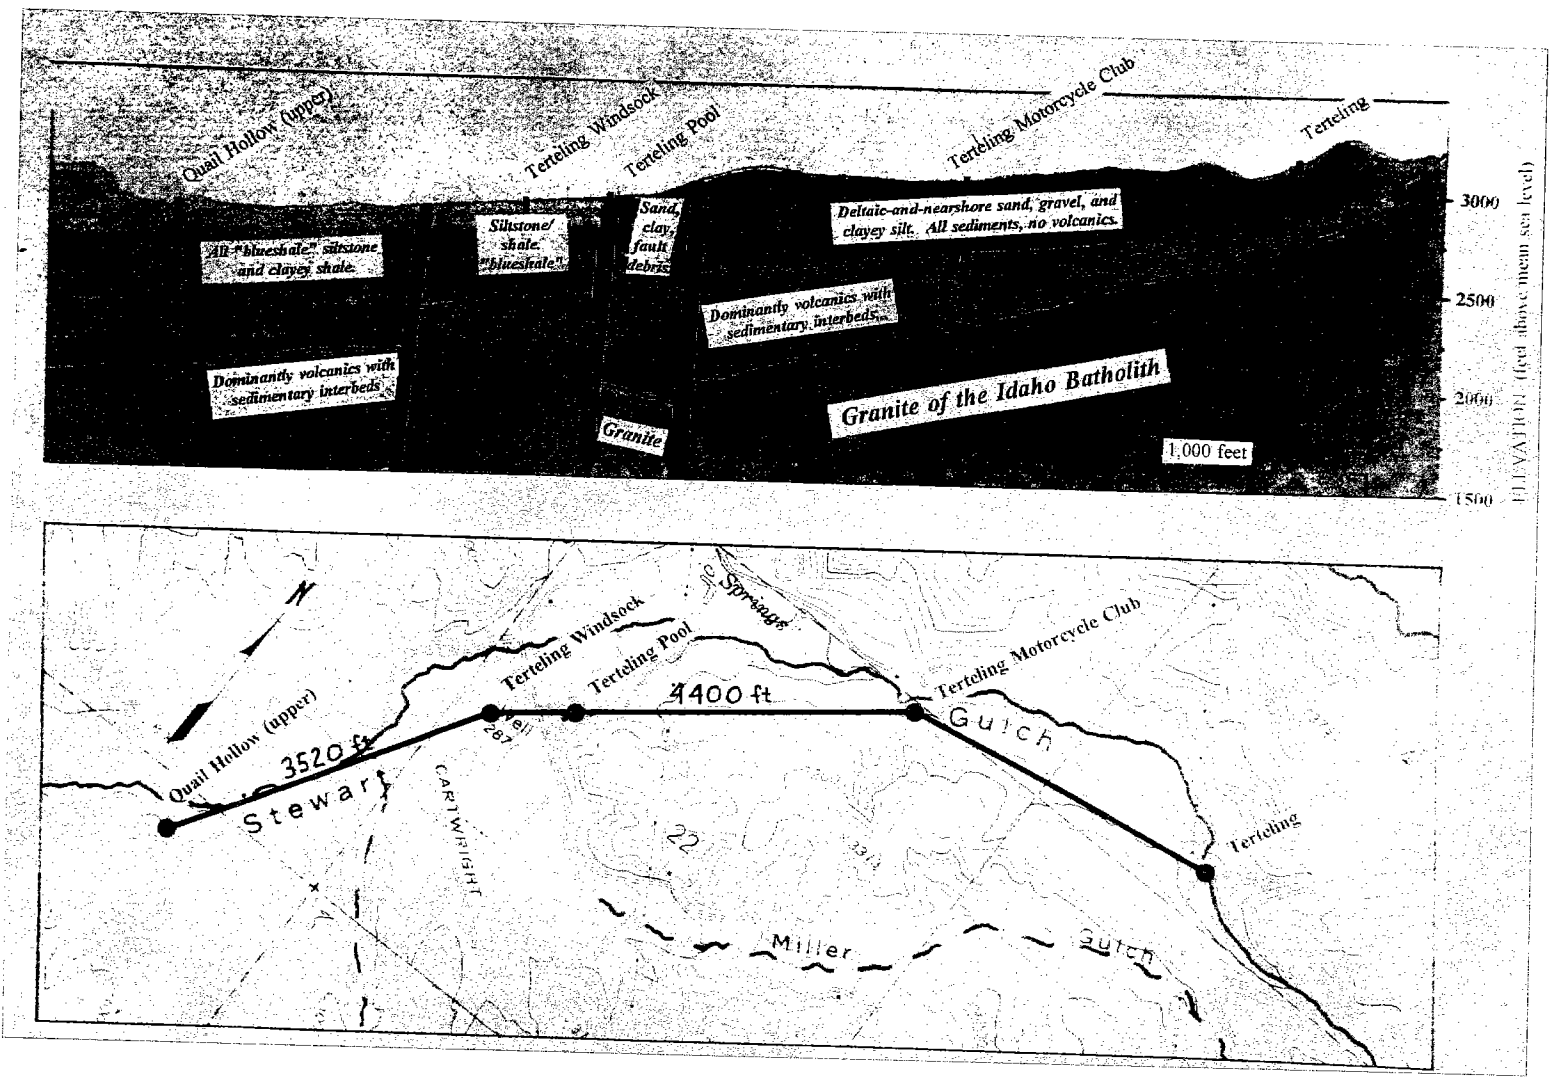 Quail Hollow (upper)
Terteling Windsock
Terteling Pool
Terteling Motorcycle Club
Terteling
All "blueshale" siltstone
and clayey shale.
Siltstone/
shale.
"blueshale"
Sand,
clay,
fault
debris
Deltaic-and-nearshore sand, gravel, and
clayey silt. All sediments, no volcanics.
Dominantly volcanics with
sedimentary interbeds
Dominantly volcanics with
sedimentary interbeds
Granite
Granite of the Idaho Batholith
1,000 feet
3000
2500
2000
1500
ELEVATION (feet above mean sea level)
N
Springs
Quail Hollow (upper)
Terteling Windsock
Terteling Pool
Terteling Motorcycle Club
Terteling
3520 ft
4400 ft
Stewart
Gulch
Well
287
CARTWRIGHT
22
Miller
Gulch